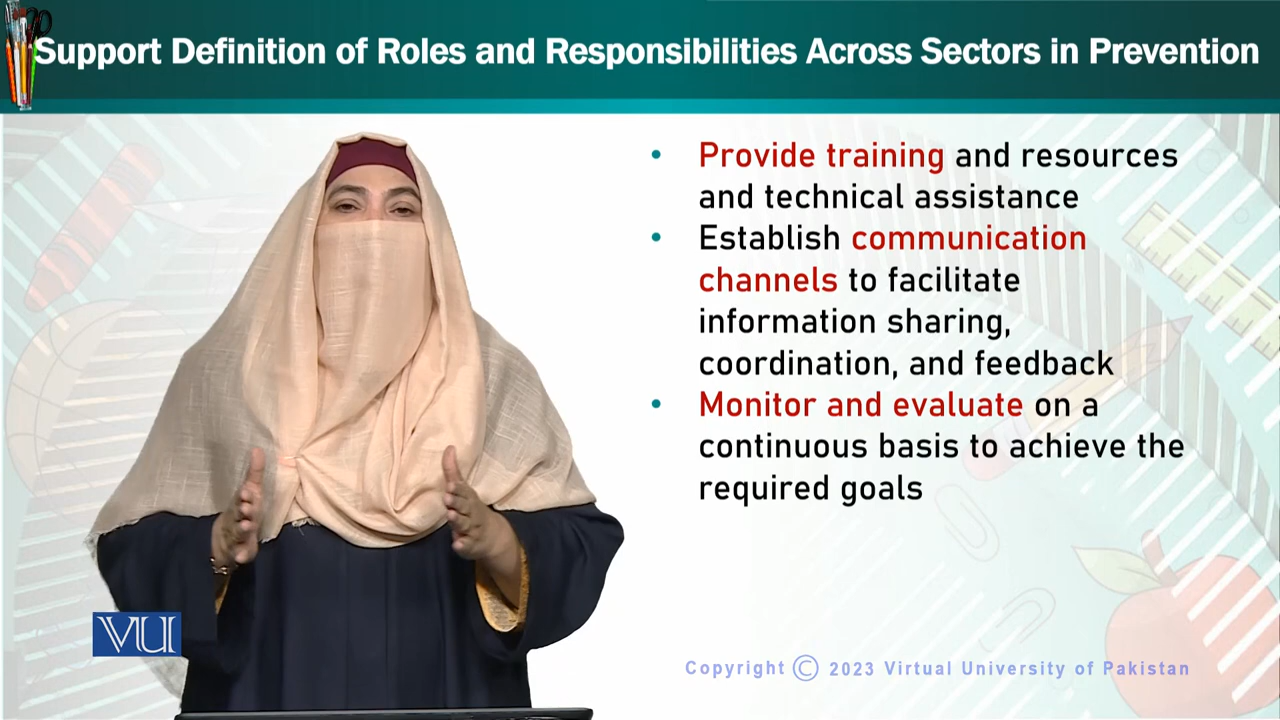 Support Definition of Roles and Responsibilities Across Sectors in Prevention
• Provide training and resources
and technical assistance
• Establish communication
channels to facilitate
information sharing,
coordination, and feedback
• Monitor and evaluate on a
continuous basis to achieve the
required goals
VU
Copyright © 2023 Virtual University of Pakistan